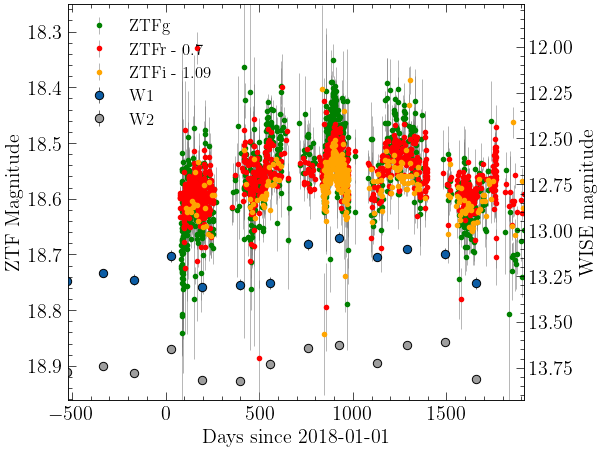 ZTFg
ZTFr - 0.7
ZTFi - 1.09
W1
W2
18.3
18.4
18.5
18.6
18.7
18.8
18.9
ZTF Magnitude
12.00
12.25
12.50
12.75
13.00
13.25
13.50
13.75
WISE magnitude
−500 0 500 1000 1500
Days since 2018-01-01